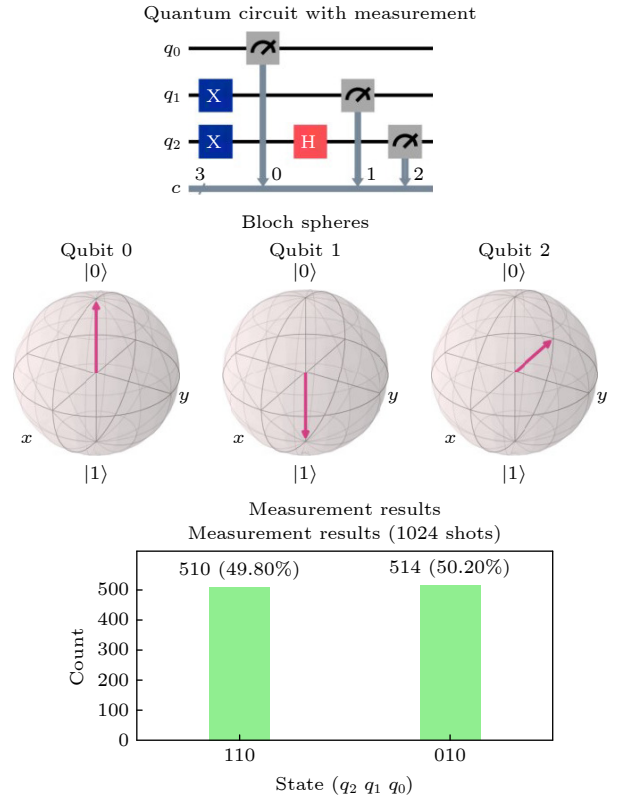 Quantum circuit with measurement
q0
q1 X
q2 X H
3 0 1 2
c
Bloch spheres
Qubit 0 Qubit 1 Qubit 2
|0⟩ |0⟩ |0⟩
y y y
x x x
|1⟩ |1⟩ |1⟩
Measurement results
Measurement results (1024 shots)
510 (49.80%) 514 (50.20%)
500
400
300
200
100
0
Count
110 010
State (q2 q1 q0)